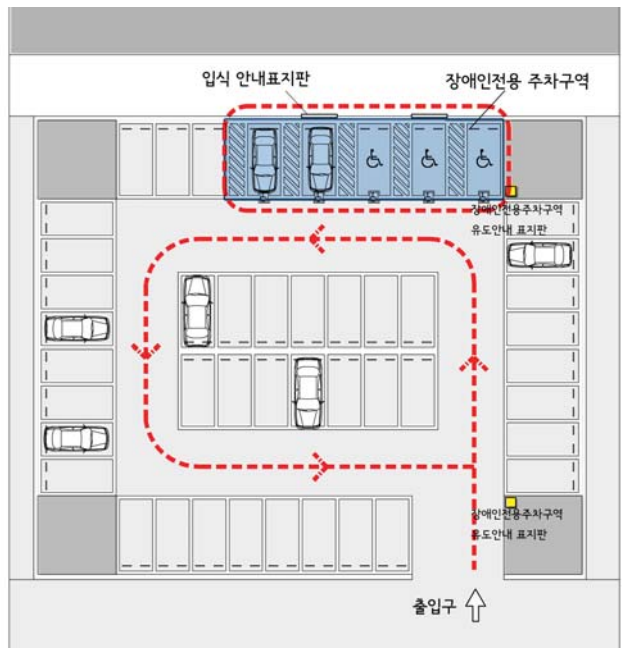 입식 안내표지판
장애인전용 주차구역
장애인전용주차구역
유도안내 표지판
장애인전용주차구역
유도안내 표지판
출입구